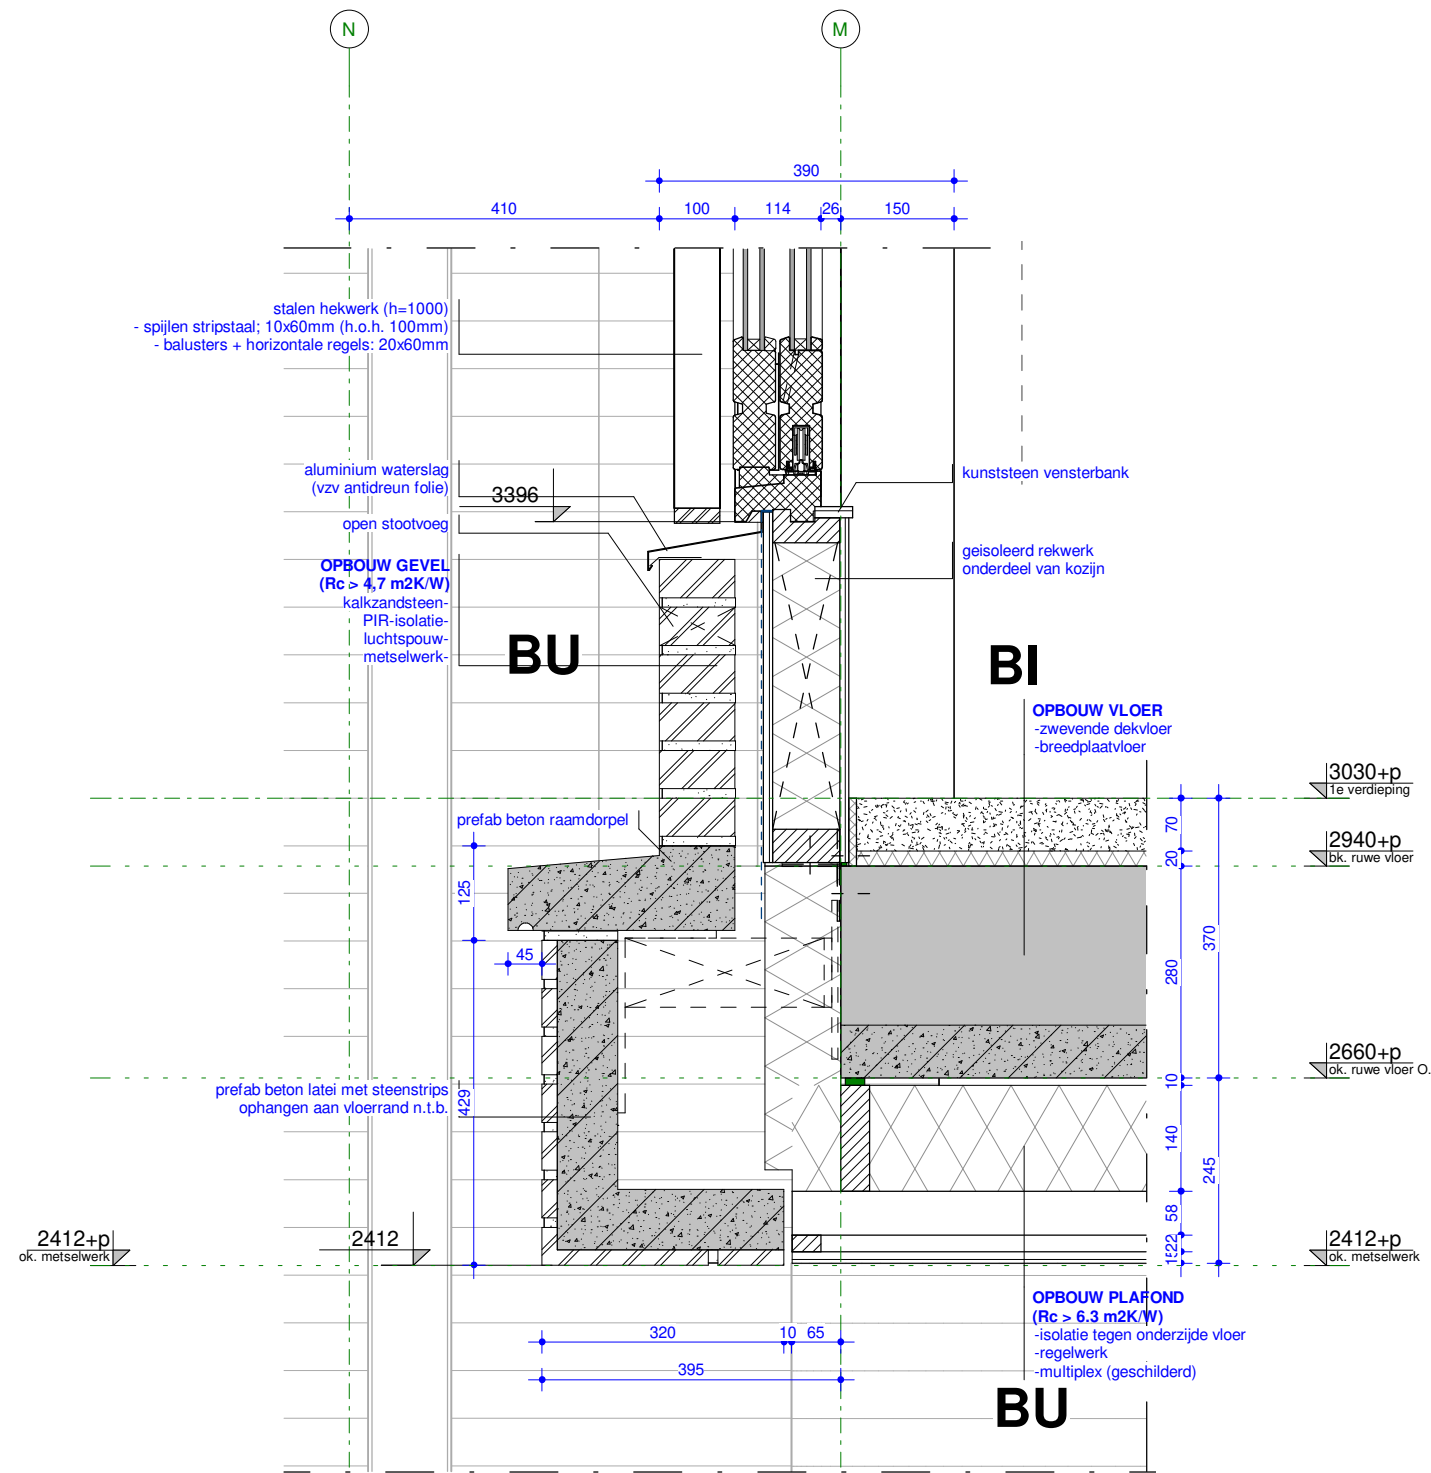 N
M
390
410
100
114
26
150
stalen hekwerk (h=1000)
- spijlen stripstaal; 10x60mm (h.o.h. 100mm)
- balusters + horizontale regels: 20x60mm
aluminium waterslag
(vzv antidreun folie)
3396
kunststeen vensterbank
open stootvoeg
geisoleerd rekwerk
onderdeel van kozijn
OPBOUW GEVEL
(Rc > 4,7 m2K/W)
kalkzandsteen-
PIR-isolatie-
luchtspouw-
metselwerk-
BU
BI
OPBOUW VLOER
-zwevende dekvloer
-breedplaatvloer
3030+p
1e verdieping
prefab beton raamdorpel
70
20
2940+p
bk. ruwe vloer
125
45
280
370
2660+p
ok. ruwe vloer O.
prefab beton latei met steenstrips
ophangen aan vloerrand n.t.b.
429
10
140
245
58
22
2412+p
ok. metselwerk
2412
2412+p
ok. metselwerk
OPBOUW PLAFOND
(Rc > 6.3 m2K/W)
-isolatie tegen onderzijde vloer
-regelwerk
-multiplex (geschilderd)
320
10
65
395
BU